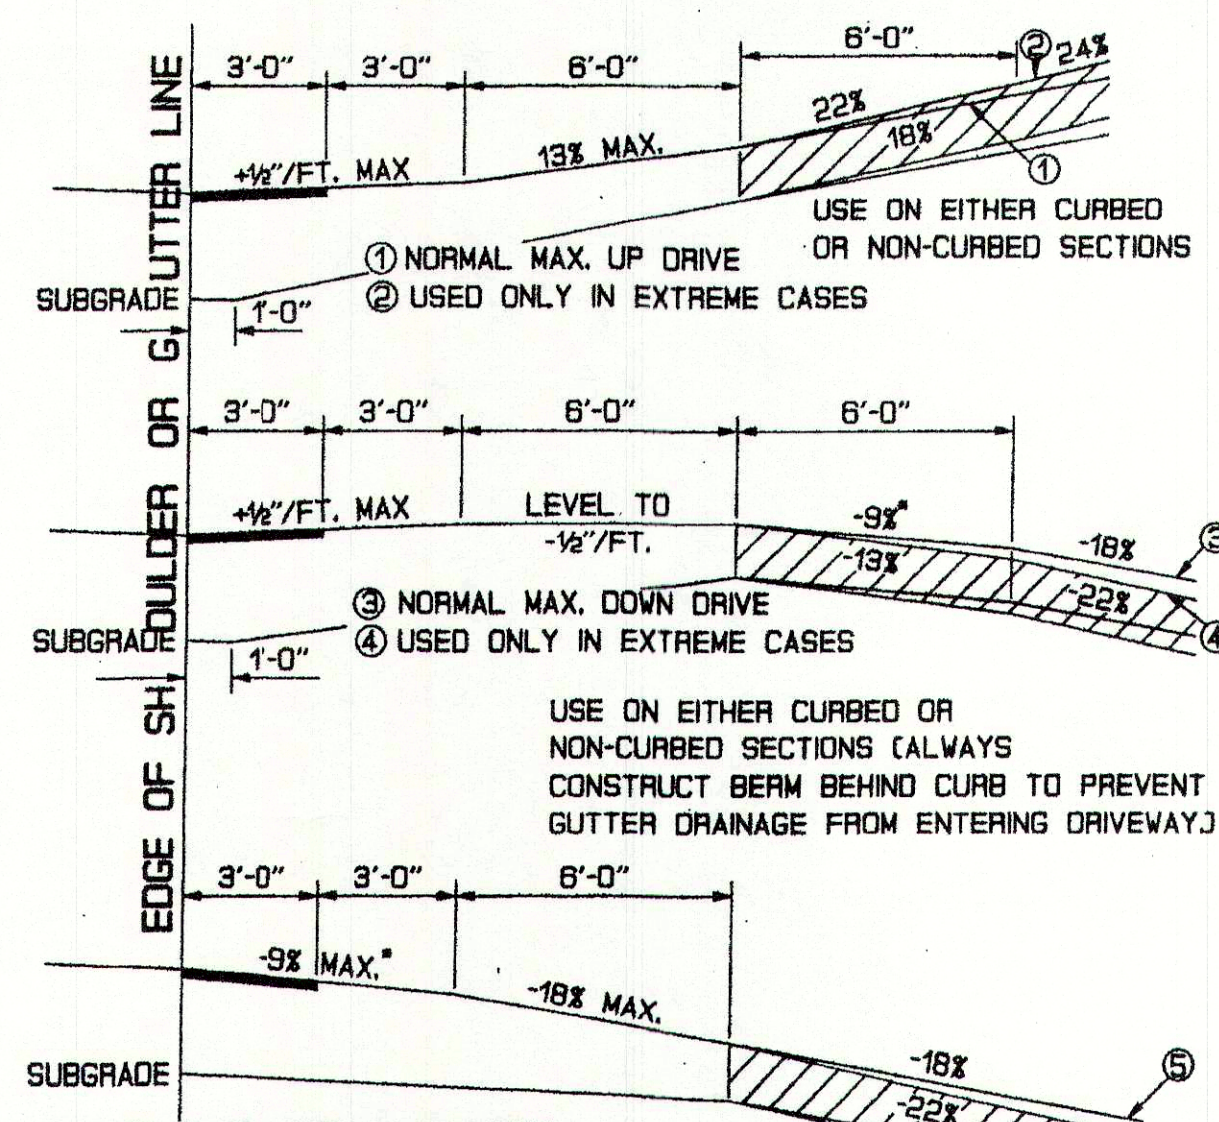 EDGE OF SHOULDER OR GUTTER LINE
3'-0" 3'-0" 6'-0" 6'-0" ② 24%
22%
+½"/FT. MAX 13% MAX. 18%
①
USE ON EITHER CURBED
OR NON-CURBED SECTIONS
① NORMAL MAX. UP DRIVE
② USED ONLY IN EXTREME CASES
SUBGRADE
1'-0"
3'-0" 3'-0" 6'-0" 6'-0"
+½"/FT. MAX LEVEL TO
-½"/FT.
-9%* -18% ③
-13% -22% ④
③ NORMAL MAX. DOWN DRIVE
④ USED ONLY IN EXTREME CASES
SUBGRADE
1'-0"
USE ON EITHER CURBED OR
NON-CURBED SECTIONS (ALWAYS
CONSTRUCT BERM BEHIND CURB TO PREVENT
GUTTER DRAINAGE FROM ENTERING DRIVEWAY.)
3'-0" 3'-0" 6'-0"
-9% MAX.*
-18% MAX.
-18% ⑤
SUBGRADE
-22%